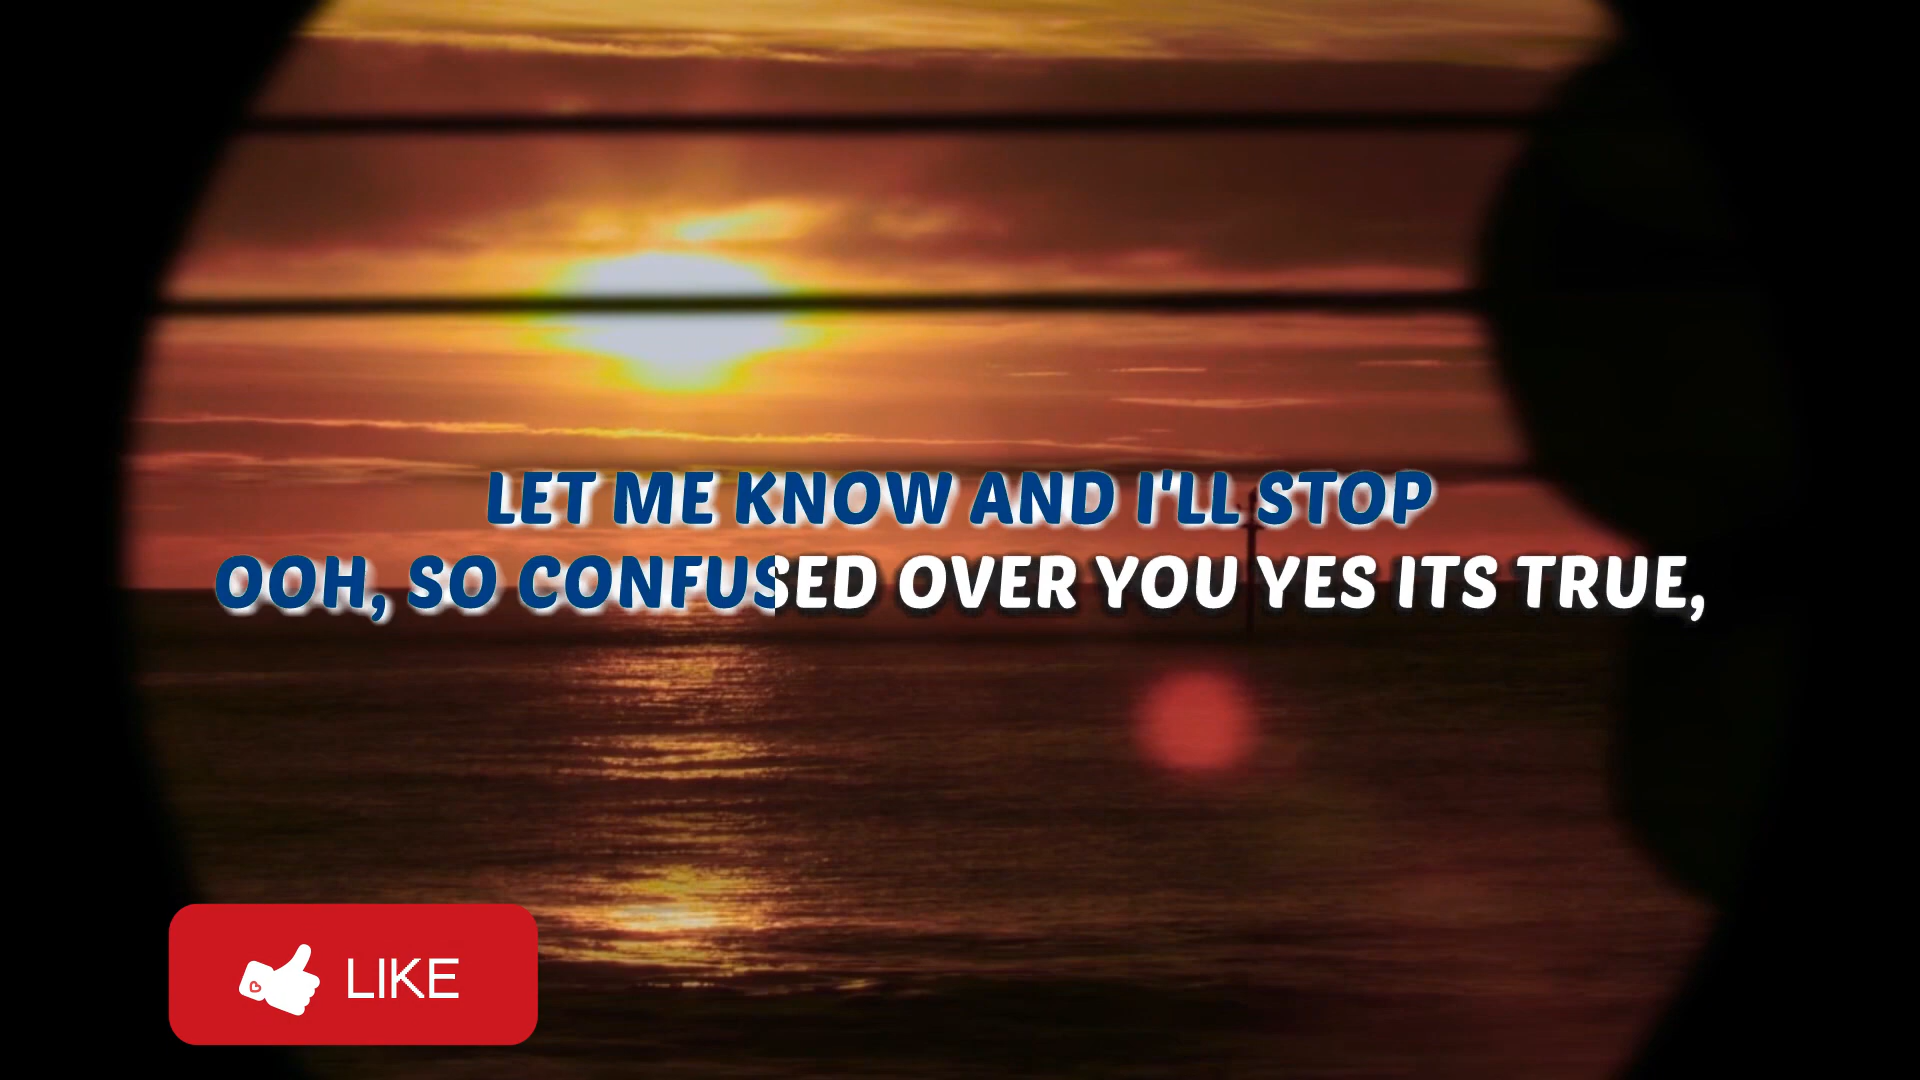 LET ME KNOW AND I'LL STOP
OOH, SO CONFUSED OVER YOU YES ITS TRUE,
LIKE